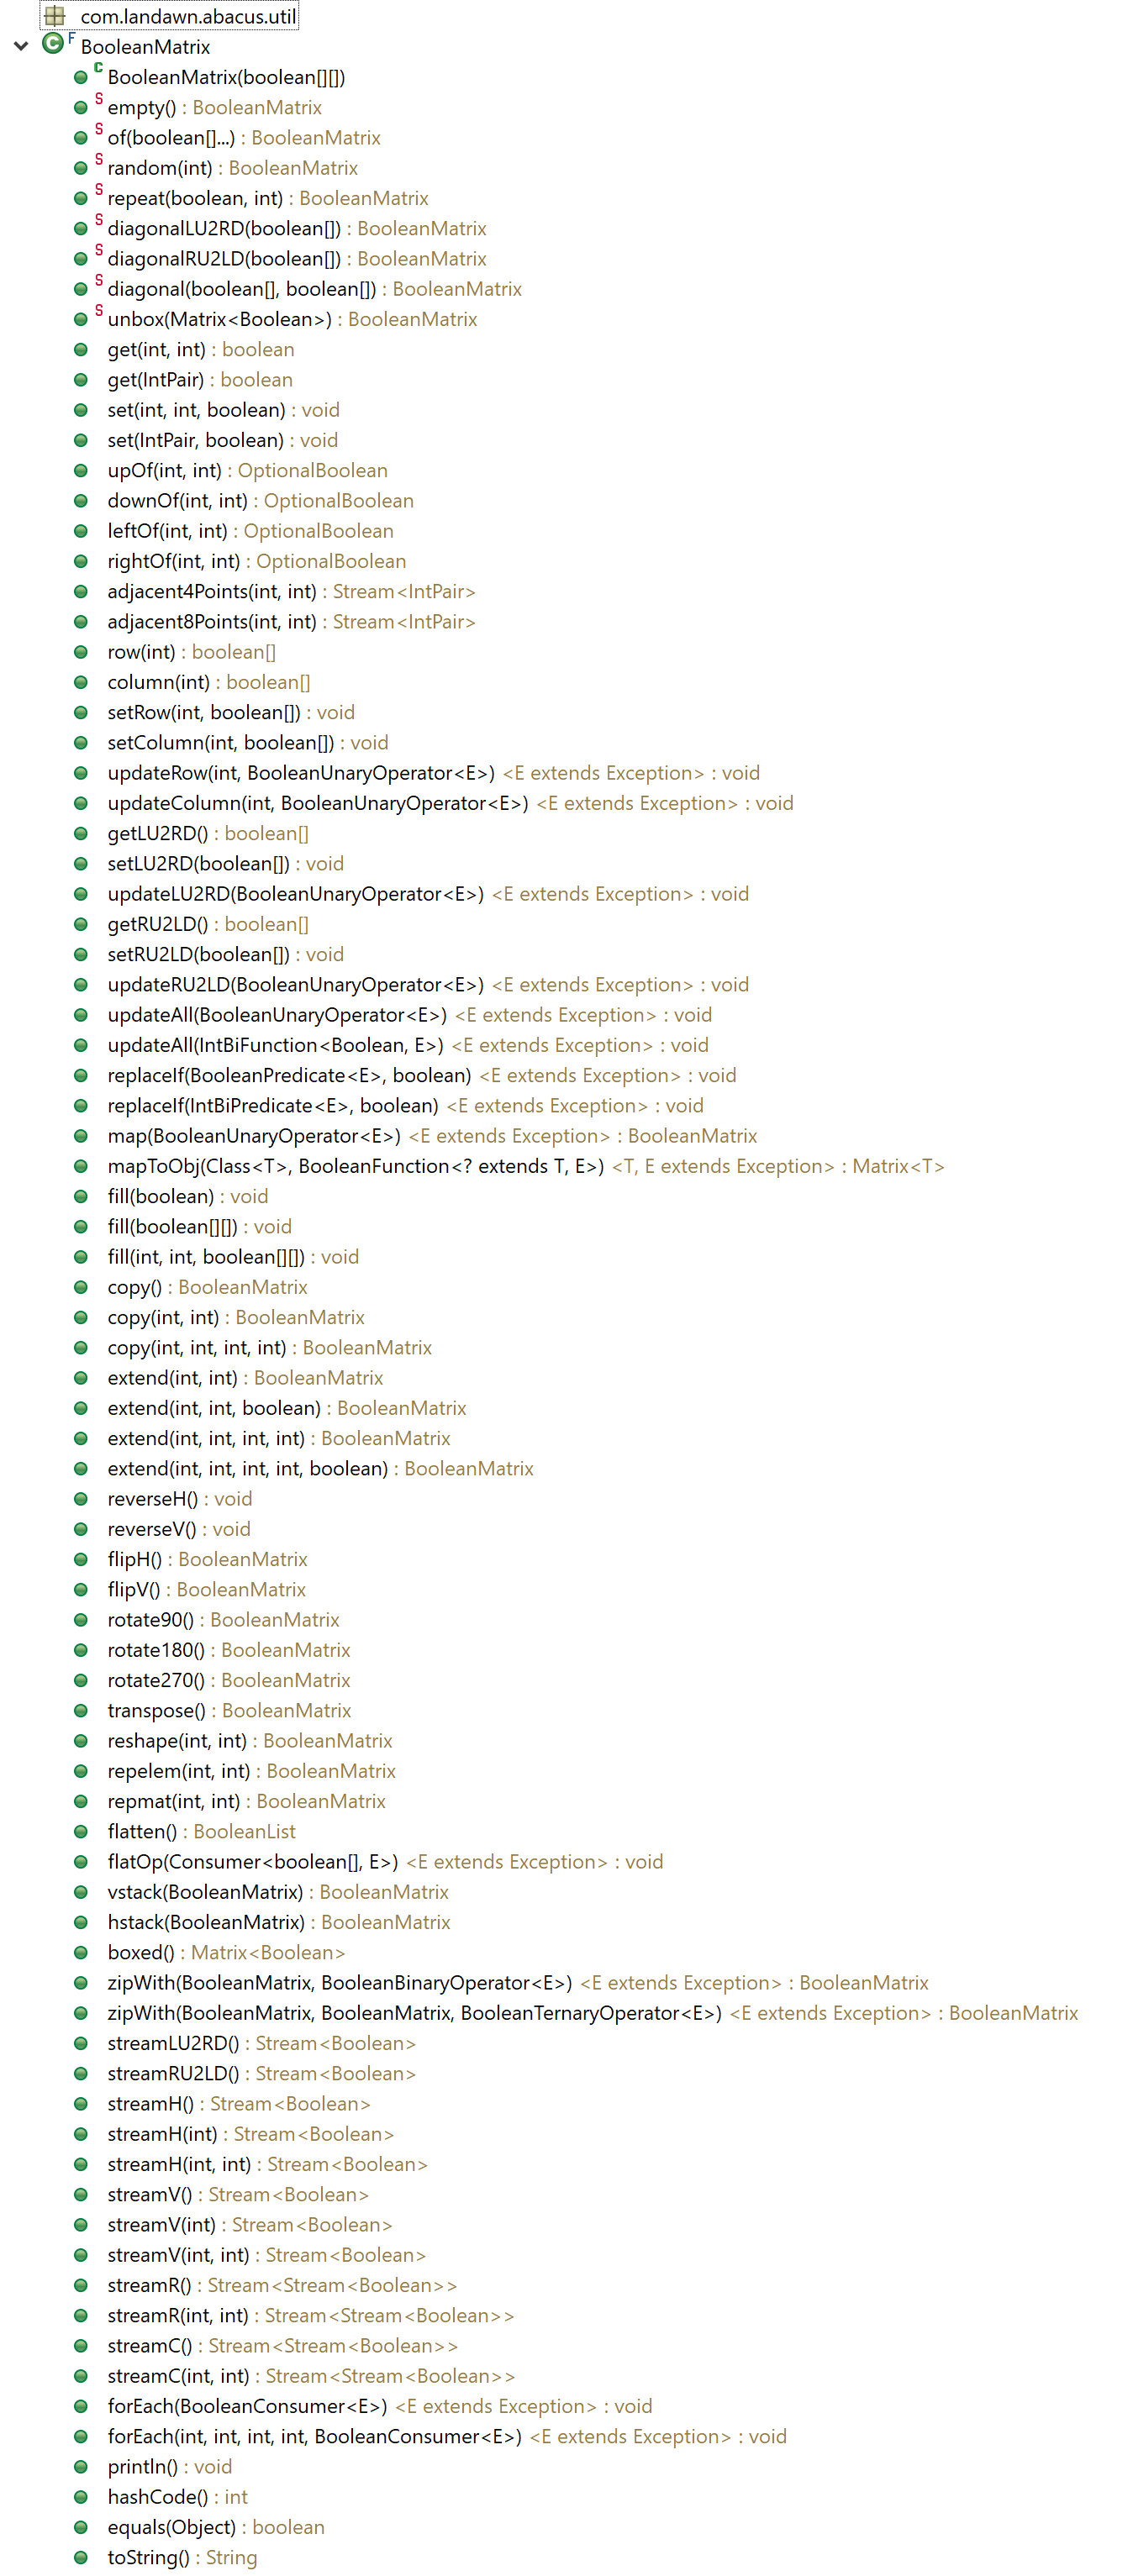 com.landawn.abacus.util
BooleanMatrix
BooleanMatrix(boolean[][])
empty() : BooleanMatrix
of(boolean[]...) : BooleanMatrix
random(int) : BooleanMatrix
repeat(boolean, int) : BooleanMatrix
diagonalLU2RD(boolean[]) : BooleanMatrix
diagonalRU2LD(boolean[]) : BooleanMatrix
diagonal(boolean[], boolean[]) : BooleanMatrix
unbox(Matrix<Boolean>) : BooleanMatrix
get(int, int) : boolean
get(IntPair) : boolean
set(int, int, boolean) : void
set(IntPair, boolean) : void
upOf(int, int) : OptionalBoolean
downOf(int, int) : OptionalBoolean
leftOf(int, int) : OptionalBoolean
rightOf(int, int) : OptionalBoolean
adjacent4Points(int, int) : Stream<IntPair>
adjacent8Points(int, int) : Stream<IntPair>
row(int) : boolean[]
column(int) : boolean[]
setRow(int, boolean[]) : void
setColumn(int, boolean[]) : void
updateRow(int, BooleanUnaryOperator<E>) <E extends Exception> : void
updateColumn(int, BooleanUnaryOperator<E>) <E extends Exception> : void
getLU2RD() : boolean[]
setLU2RD(boolean[]) : void
updateLU2RD(BooleanUnaryOperator<E>) <E extends Exception> : void
getRU2LD() : boolean[]
setRU2LD(boolean[]) : void
updateRU2LD(BooleanUnaryOperator<E>) <E extends Exception> : void
updateAll(BooleanUnaryOperator<E>) <E extends Exception> : void
updateAll(IntBiFunction<Boolean, E>) <E extends Exception> : void
replaceIf(BooleanPredicate<E>, boolean) <E extends Exception> : void
replaceIf(IntBiPredicate<E>, boolean) <E extends Exception> : void
map(BooleanUnaryOperator<E>) <E extends Exception> : BooleanMatrix
mapToObj(Class<T>, BooleanFunction<? extends T, E>) <T, E extends Exception> : Matrix<T>
fill(boolean) : void
fill(boolean[][]) : void
fill(int, int, boolean[][]) : void
copy() : BooleanMatrix
copy(int, int) : BooleanMatrix
copy(int, int, int, int) : BooleanMatrix
extend(int, int) : BooleanMatrix
extend(int, int, boolean) : BooleanMatrix
extend(int, int, int, int) : BooleanMatrix
extend(int, int, int, int, boolean) : BooleanMatrix
reverseH() : void
reverseV() : void
flipH() : BooleanMatrix
flipV() : BooleanMatrix
rotate90() : BooleanMatrix
rotate180() : BooleanMatrix
rotate270() : BooleanMatrix
transpose() : BooleanMatrix
reshape(int, int) : BooleanMatrix
repelem(int, int) : BooleanMatrix
repmat(int, int) : BooleanMatrix
flatten() : BooleanList
flatOp(Consumer<boolean[], E>) <E extends Exception> : void
vstack(BooleanMatrix) : BooleanMatrix
hstack(BooleanMatrix) : BooleanMatrix
boxed() : Matrix<Boolean>
zipWith(BooleanMatrix, BooleanBinaryOperator<E>) <E extends Exception> : BooleanMatrix
zipWith(BooleanMatrix, BooleanMatrix, BooleanTernaryOperator<E>) <E extends Exception> : BooleanMatrix
streamLU2RD() : Stream<Boolean>
streamRU2LD() : Stream<Boolean>
streamH() : Stream<Boolean>
streamH(int) : Stream<Boolean>
streamH(int, int) : Stream<Boolean>
streamV() : Stream<Boolean>
streamV(int) : Stream<Boolean>
streamV(int, int) : Stream<Boolean>
streamR() : Stream<Stream<Boolean>>
streamR(int, int) : Stream<Stream<Boolean>>
streamC() : Stream<Stream<Boolean>>
streamC(int, int) : Stream<Stream<Boolean>>
forEach(BooleanConsumer<E>) <E extends Exception> : void
forEach(int, int, int, int, BooleanConsumer<E>) <E extends Exception> : void
println() : void
hashCode() : int
equals(Object) : boolean
toString() : String